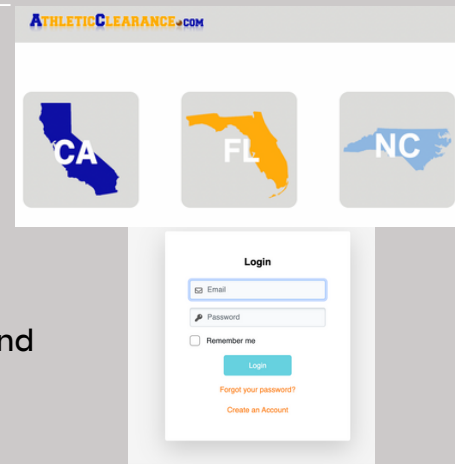 ATHLETICCLEARANCE.COM
CA
FL
NC
Login
Email
Password
nd
Remember me
Login
Forgot your password?
Create an Account